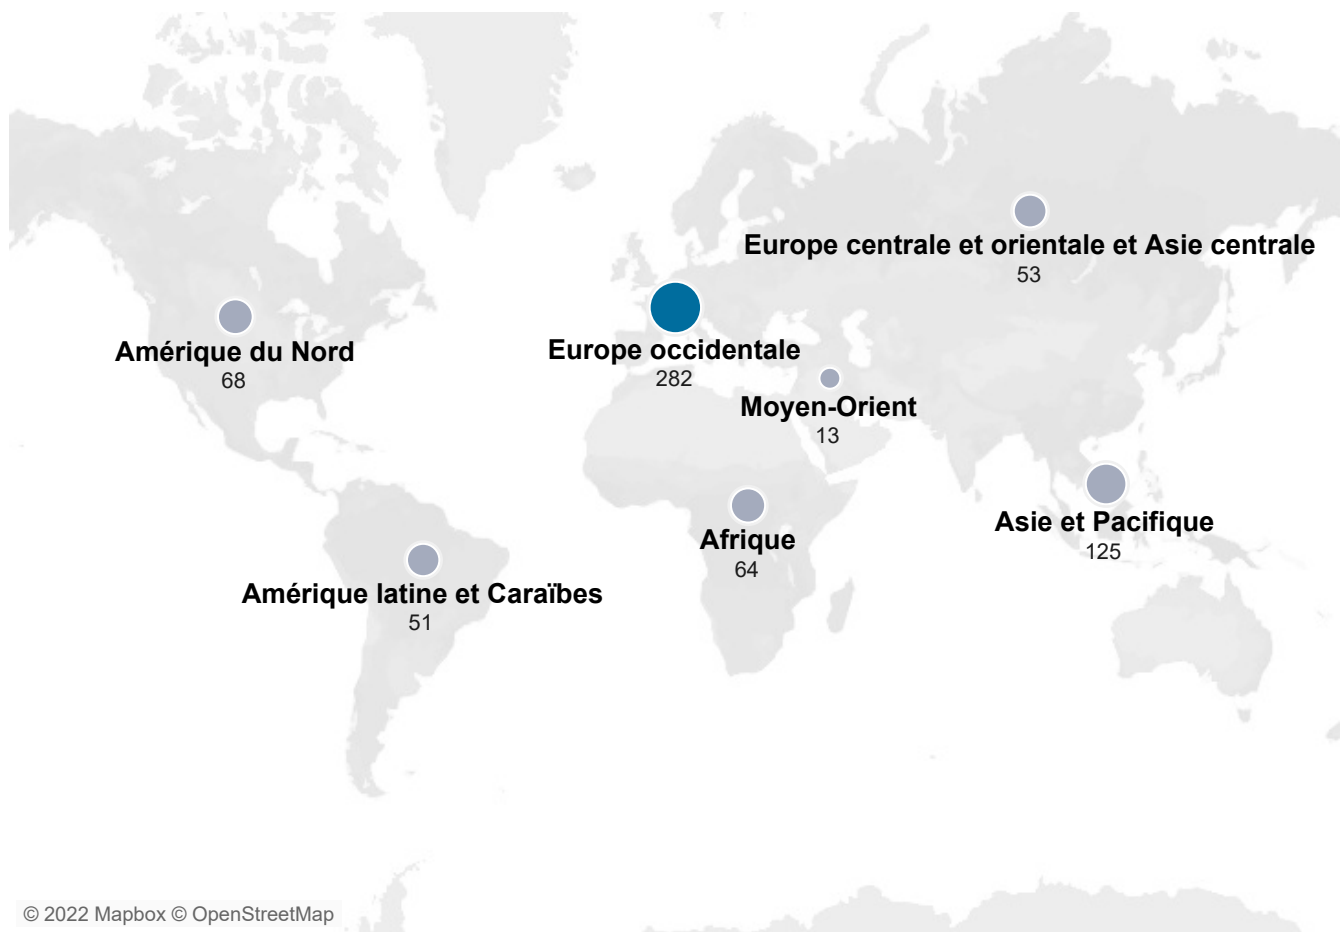 Europe centrale et orientale et Asie centrale
53
Amérique du Nord
68
Europe occidentale
282
Moyen-Orient
13
Asie et Pacifique
125
Afrique
64
Amérique latine et Caraïbes
51
© 2022 Mapbox © OpenStreetMap